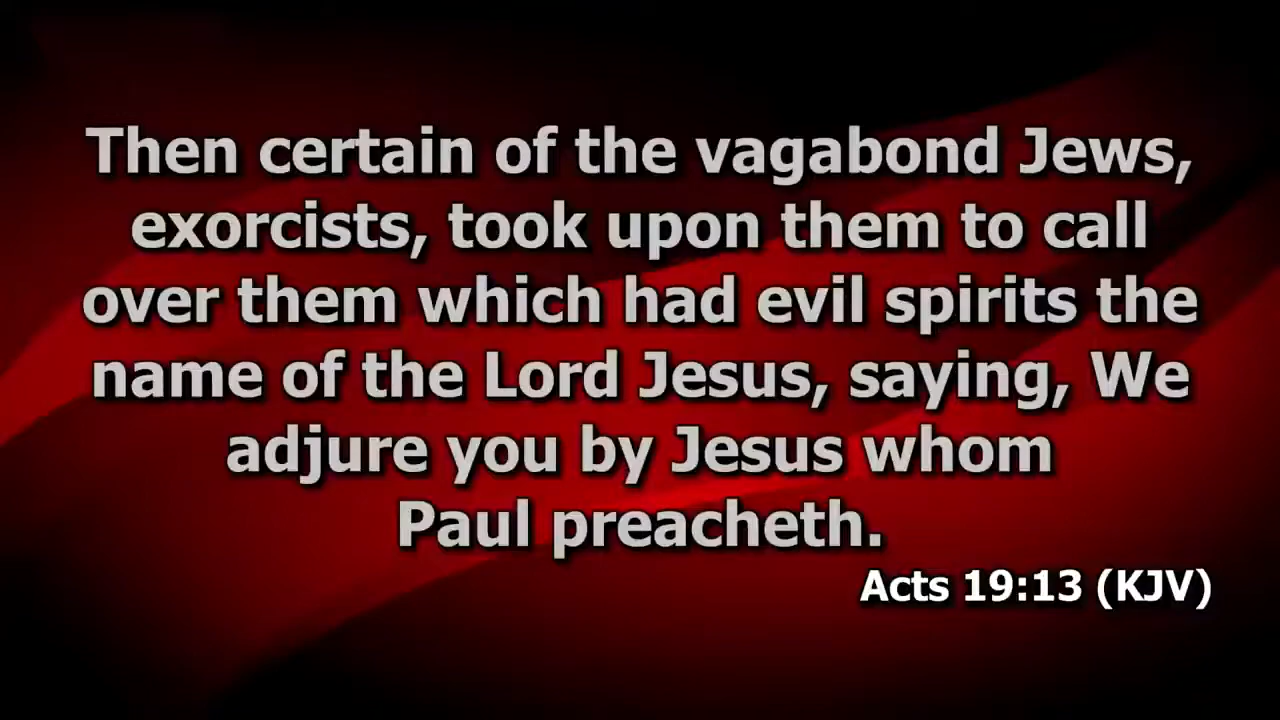 Then certain of the vagabond Jews,
exorcists, took upon them to call
over them which had evil spirits the
name of the Lord Jesus, saying, We
adjure you by Jesus whom
Paul preacheth.
Acts 19:13 (KJV)